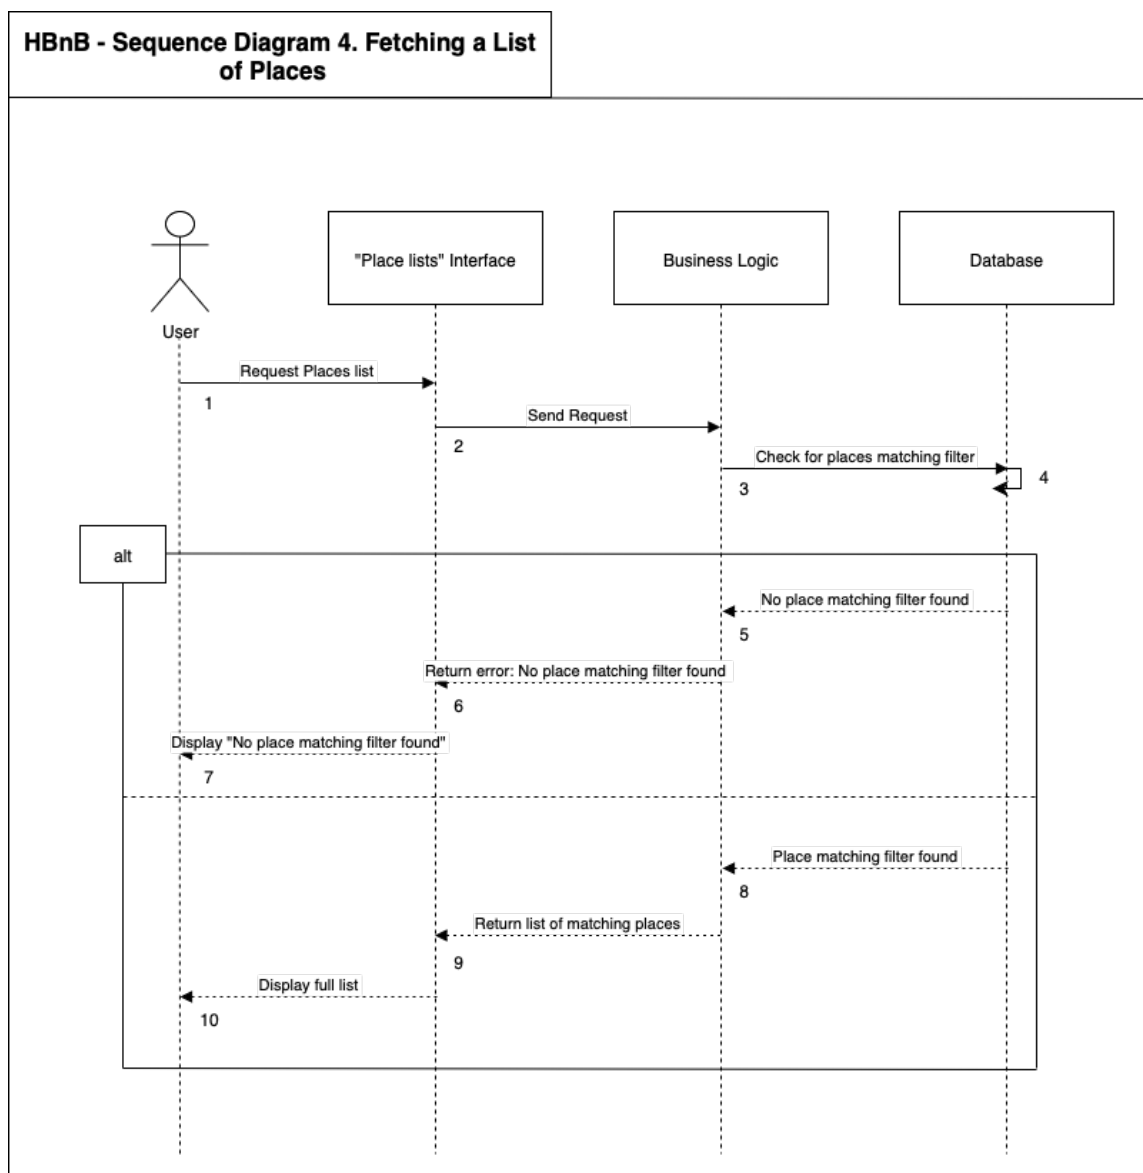 HBnB - Sequence Diagram 4. Fetching a List
of Places
User
"Place lists" Interface
Business Logic
Database
Request Places list
1
Send Request
2
Check for places matching filter
3
4
alt
No place matching filter found
5
Return error: No place matching filter found
6
Display "No place matching filter found"
7
Place matching filter found
8
Return list of matching places
9
Display full list
10